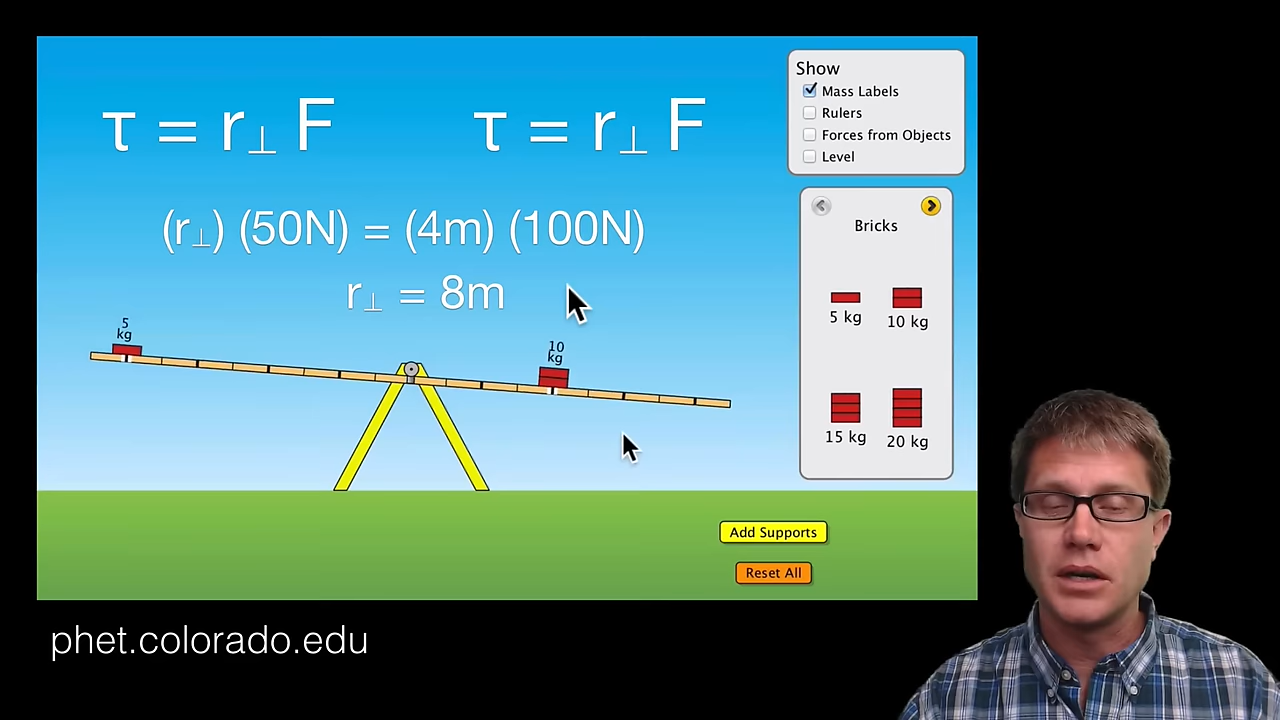 τ = r⊥ F
τ = r⊥ F
(r⊥) (50N) = (4m) (100N)
r⊥ = 8m
5
kg
10
kg
Show
Mass Labels
Rulers
Forces from Objects
Level
Bricks
5 kg
10 kg
15 kg
20 kg
Add Supports
Reset All
phet.colorado.edu